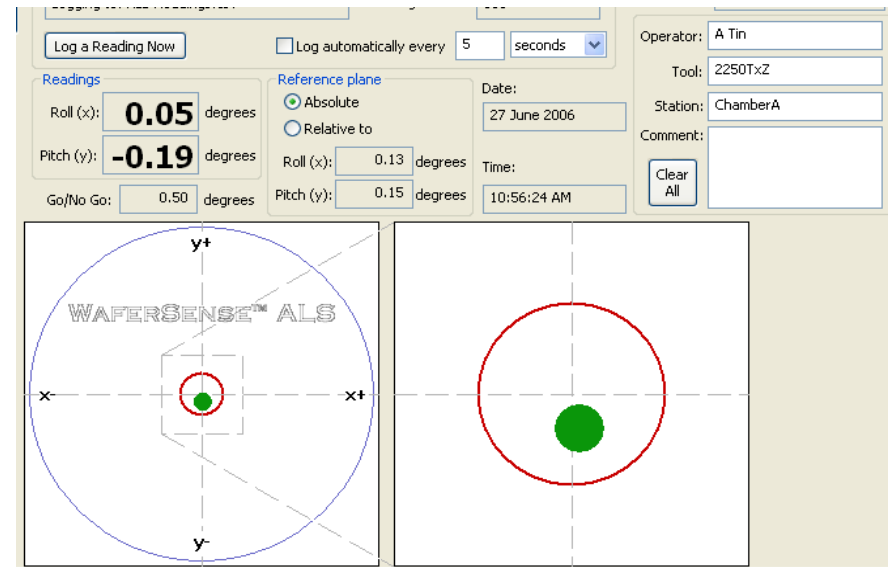 Log a Reading Now
Log automatically every 5 seconds
Operator: A Tin
Tool: 2250TxZ
Station: ChamberA
Comment:
Clear All
Readings
Roll (x): 0.05 degrees
Pitch (y): -0.19 degrees
Go/No Go: 0.50 degrees
Reference plane
Absolute
Relative to
Roll (x): 0.13 degrees
Pitch (y): 0.15 degrees
Date:
27 June 2006
Time:
10:56:24 AM
y+
WAFERSENSE™ ALS
x- x+
y-